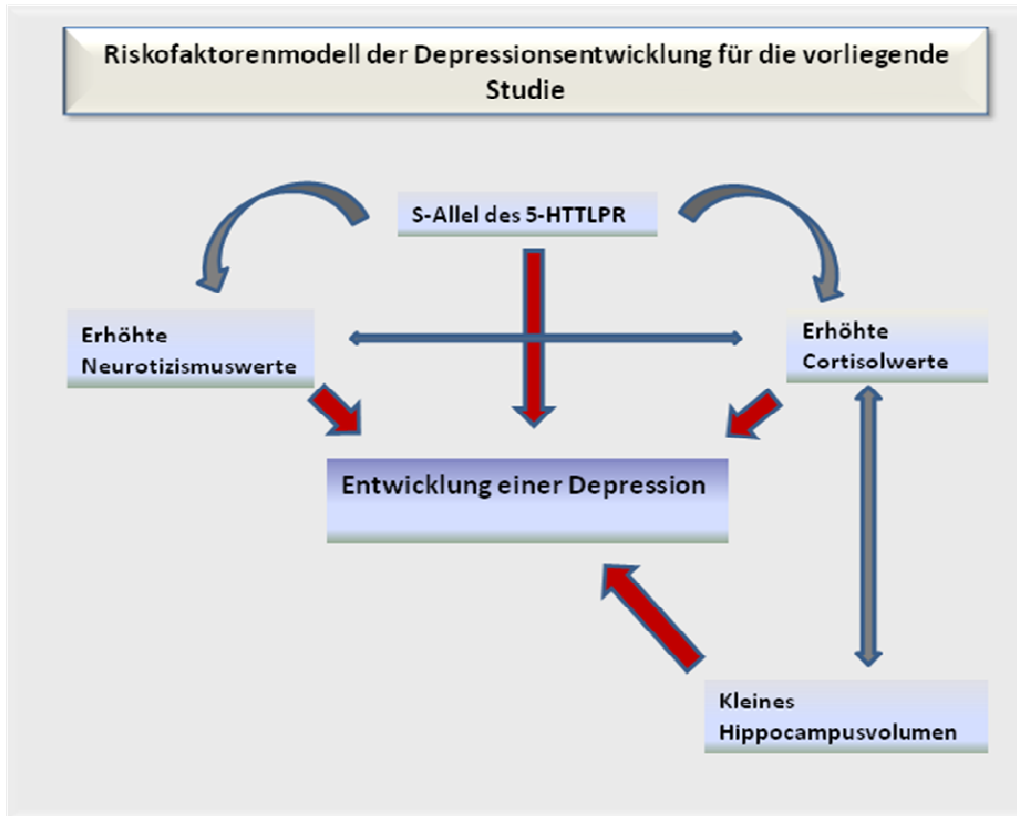 Riskofaktorenmodell der Depressionsentwicklung für die vorliegende
Studie
S-Allel des 5-HTTLPR
Erhöhte
Neurotizismuswerte
Erhöhte
Cortisolwerte
Entwicklung einer Depression
Kleines
Hippocampusvolumen